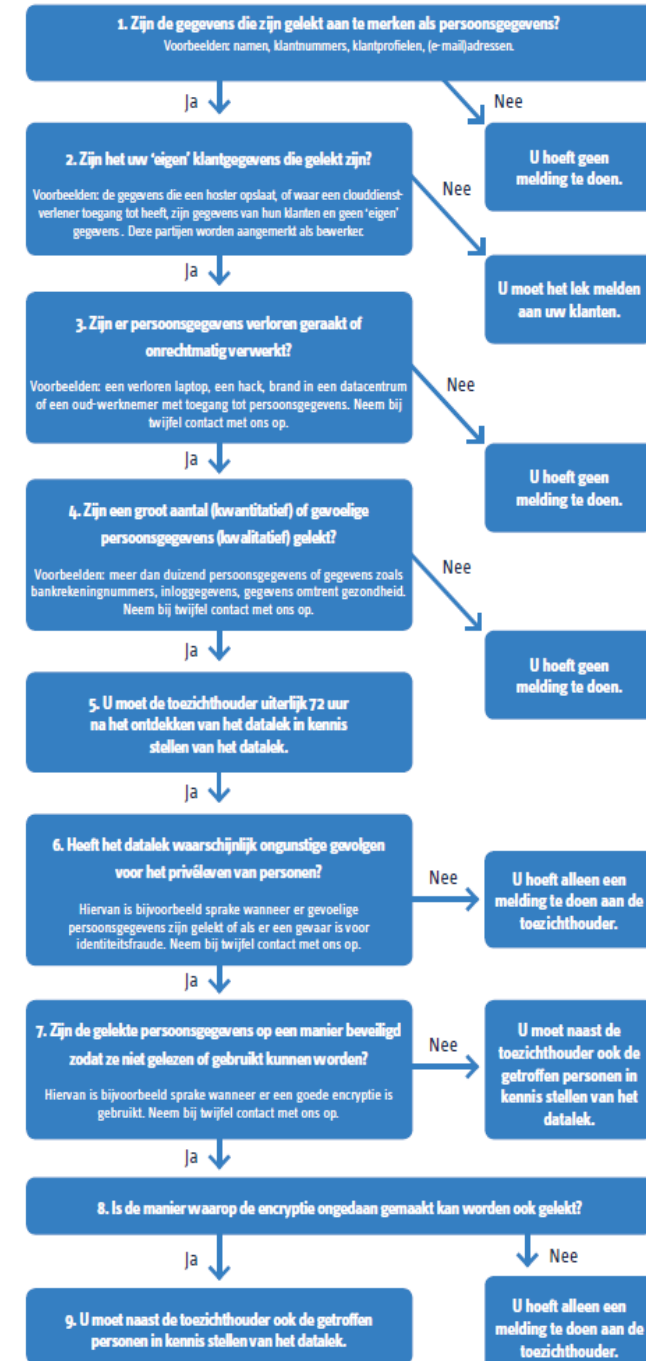 1. Zijn de gegevens die zijn gelekt aan te merken als persoonsgegevens?
Voorbeelden: namen, klantnummers, klantprofielen, (e-mail)adressen.
Ja
Nee
2. Zijn het uw ‘eigen’ klantgegevens die gelekt zijn?
Voorbeelden: de gegevens die een hoster opslaat, of waar een clouddienst-
verlener toegang tot heeft, zijn gegevens van hun klanten en geen ‘eigen’
gegevens . Deze partijen worden aangemerkt als bewerker.
U hoeft geen
melding te doen.
Nee
Ja
U moet het lek melden
aan uw klanten.
3. Zijn er persoonsgegevens verloren geraakt of
onrechtmatig verwerkt?
Voorbeelden: een verloren laptop, een hack, brand in een datacentrum
of een oud-werknemer met toegang tot persoonsgegevens. Neem bij
twijfel contact met ons op.
Nee
Ja
U hoeft geen
melding te doen.
4. Zijn een groot aantal (kwantitatief) of gevoelige
persoonsgegevens (kwalitatief) gelekt?
Voorbeelden: meer dan duizend persoonsgegevens of gegevens zoals
bankrekeningnummers, inloggegevens, gegevens omtrent gezondheid.
Neem bij twijfel contact met ons op.
Nee
Ja
U hoeft geen
melding te doen.
5. U moet de toezichthouder uiterlijk 72 uur
na het ontdekken van het datalek in kennis
stellen van het datalek.
Ja
6. Heeft het datalek waarschijnlijk ongunstige gevolgen
voor het privéleven van personen?
Hiervan is bijvoorbeeld sprake wanneer er gevoelige
persoonsgegevens zijn gelekt of als er een gevaar is voor
identiteitsfraude. Neem bij twijfel contact met ons op.
Nee
U hoeft alleen een
melding te doen aan de
toezichthouder.
Ja
7. Zijn de gelekte persoonsgegevens op een manier beveiligd
zodat ze niet gelezen of gebruikt kunnen worden?
Hiervan is bijvoorbeeld sprake wanneer er een goede encryptie is
gebruikt. Neem bij twijfel contact met ons op.
Nee
U moet naast de
toezichthouder ook de
getroffen personen in
kennis stellen van het
datalek.
Ja
8. Is de manier waarop de encryptie ongedaan gemaakt kan worden ook gelekt?
Ja
Nee
9. U moet naast de toezichthouder ook de getroffen
personen in kennis stellen van het datalek.
U hoeft alleen een
melding te doen aan de
toezichthouder.